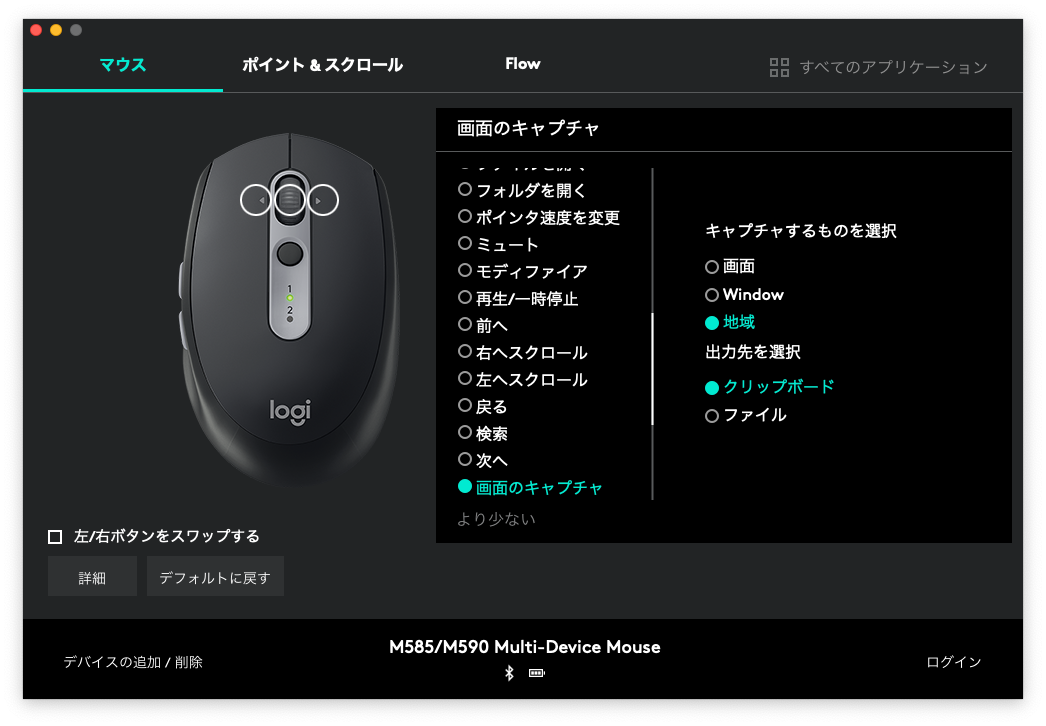 マウス
ポイント & スクロール
Flow
すべてのアプリケーション
画面のキャプチャ
フォルダを開く
ポインタ速度を変更
ミュート
モディファイア
再生/一時停止
前へ
右へスクロール
左へスクロール
戻る
検索
次へ
画面のキャプチャ
より少ない
キャプチャするものを選択
画面
Window
地域
出力先を選択
クリップボード
ファイル
1
2
logi
左/右ボタンをスワップする
詳細
デフォルトに戻す
デバイスの追加 / 削除
M585/M590 Multi-Device Mouse
ログイン